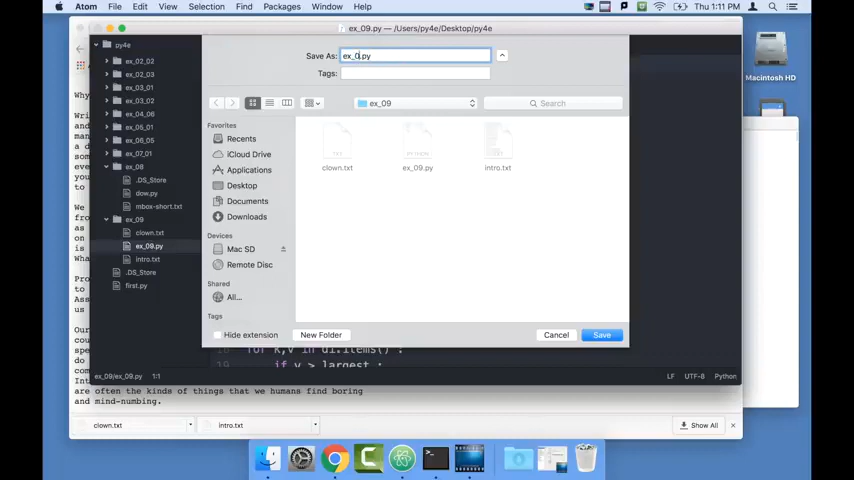 Atom File Edit View Selection Find Packages Window Help
Thu 1:11 PM
ex_09.py — /Users/py4e/Desktop/py4e
py4e
ex_02_02
ex_02_03
ex_03_01
ex_03_02
ex_04_06
ex_05_01
ex_06_05
ex_07_01
ex_08
.DS_Store
dow.py
mbox-short.txt
ex_09
clown.txt
ex_09.py
intro.txt
.DS_Store
first.py
Save As: ex_0.py
Tags:
ex_09
Search
Favorites
Recents
iCloud Drive
Applications
Desktop
Documents
Downloads
Devices
Mac SD
Remote Disc
Shared
All...
Tags
TXT
PYTHON
TXT
clown.txt
ex_09.py
intro.txt
Hide extension
New Folder
Cancel
Save
for k,v in di.items() :
19 if v > largest :
ex_09/ex_09.py 1:1
LF UTF-8 Python
are often the kinds of things that we humans find boring
and mind-numbing.
clown.txt
intro.txt
Show All
Macintosh HD